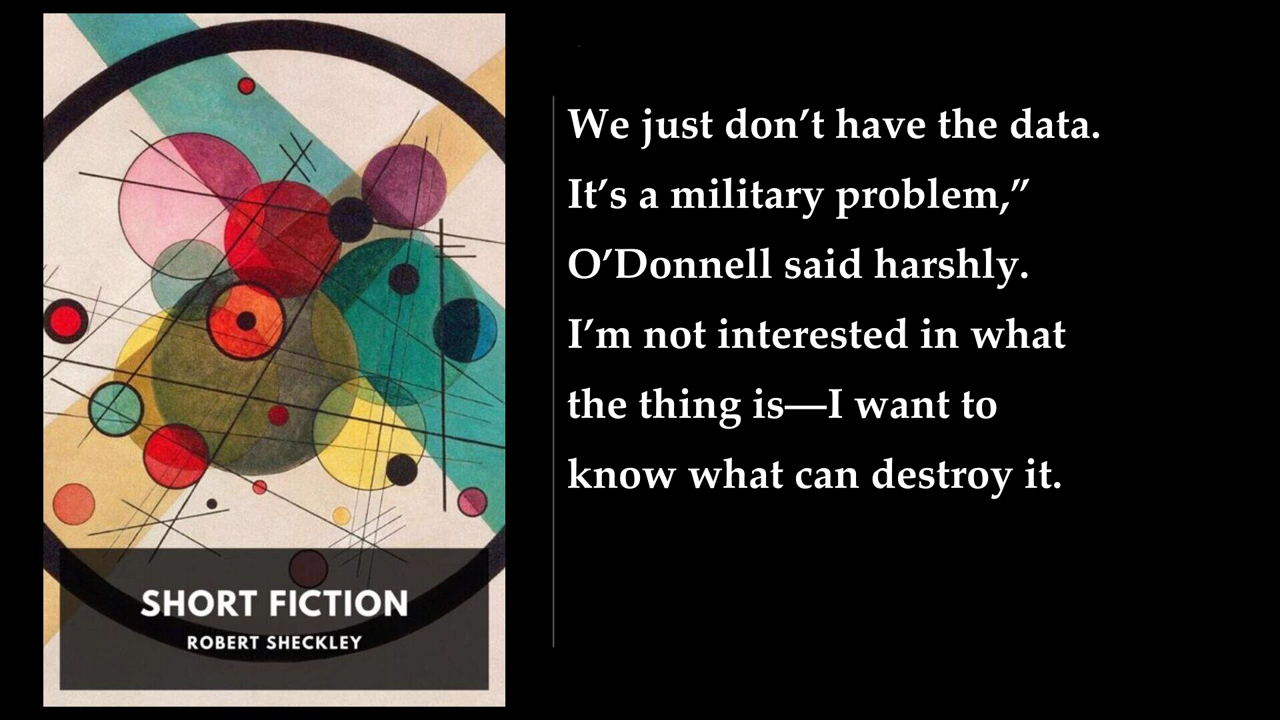 SHORT FICTION
ROBERT SHECKLEY
We just don’t have the data.
It’s a military problem,”
O’Donnell said harshly.
I’m not interested in what
the thing is—I want to
know what can destroy it.